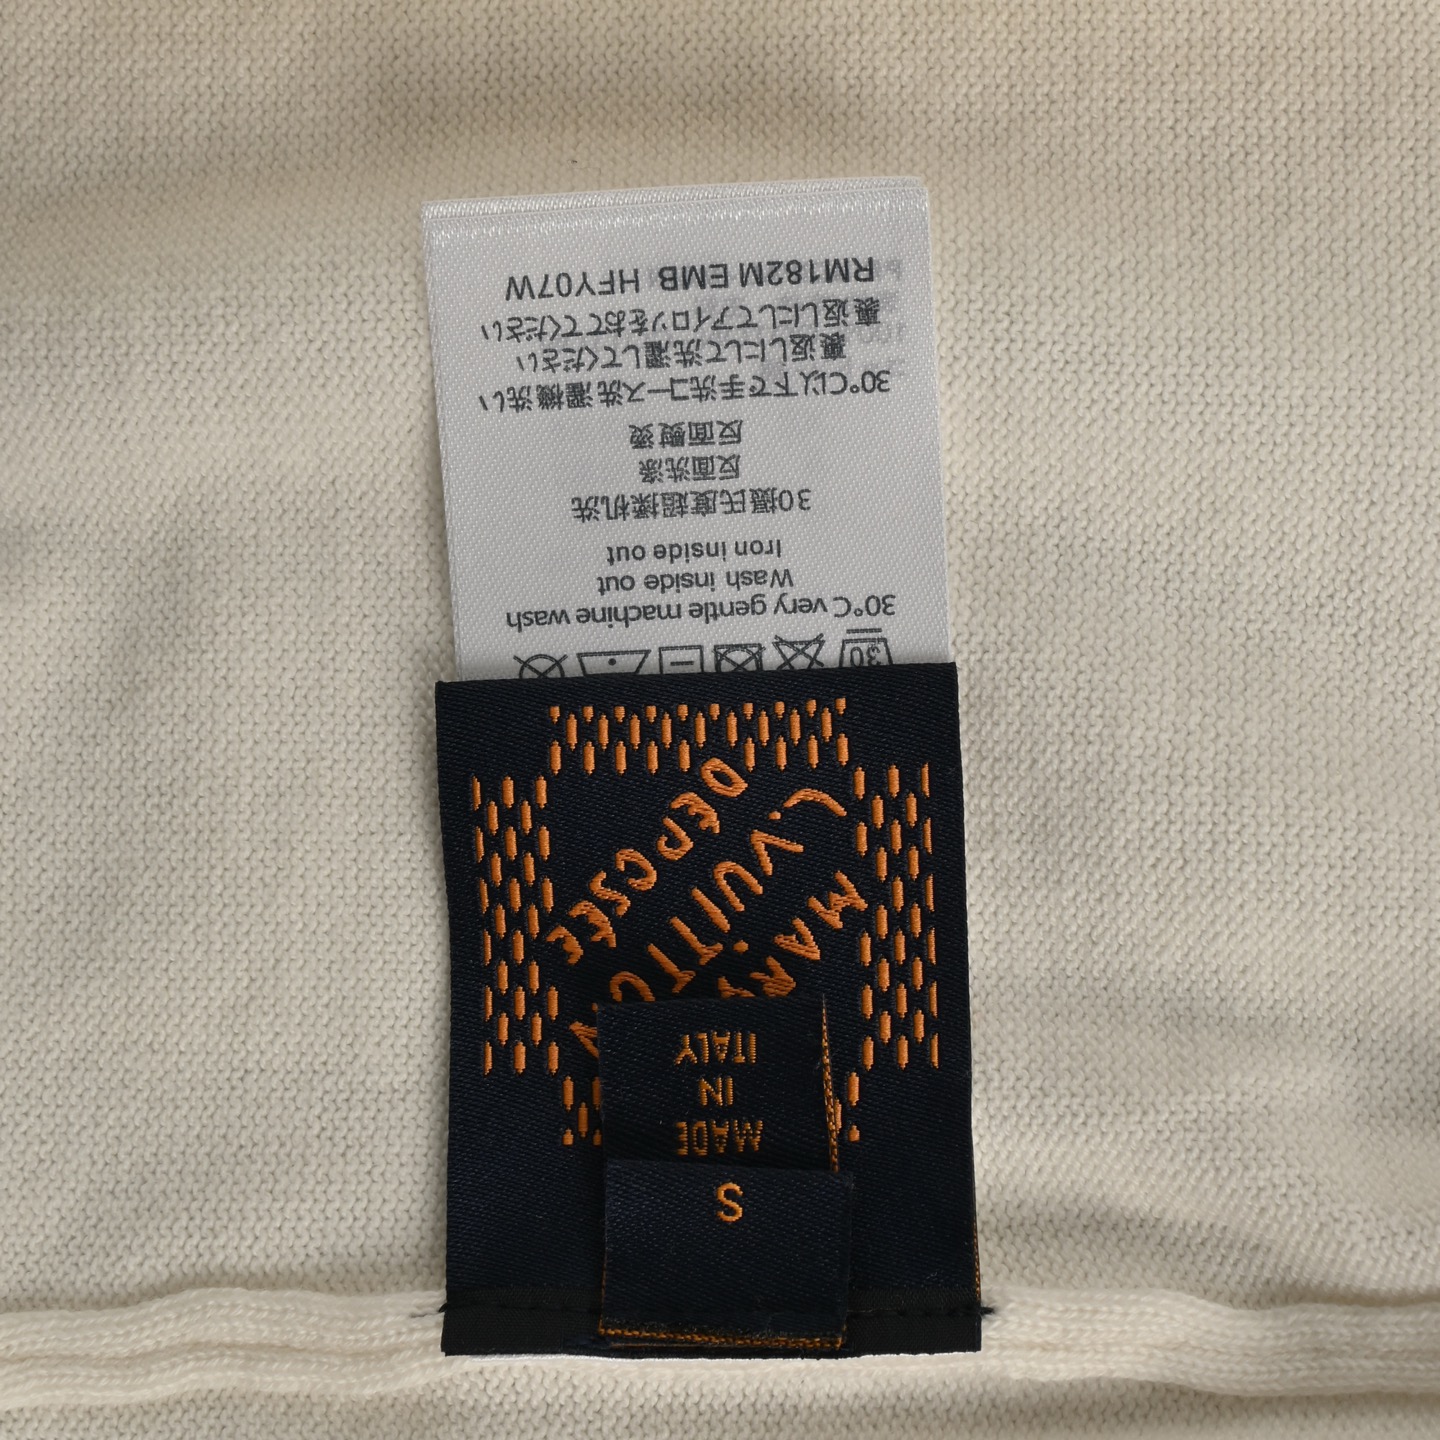 S
MADE
IN
ITALY
MARQUE
L.VUITTON
DEPOSEE
30
30°C very gentle machine wash
Wash inside out
Iron inside out
30摄氏度超揉机洗
反面洗涤
反面熨烫
30°C以下で手洗コース洗濯機洗い
裏返しにして洗濯してください
裏返しにしてアイロンをおててください
RM182M EMB HFY07W